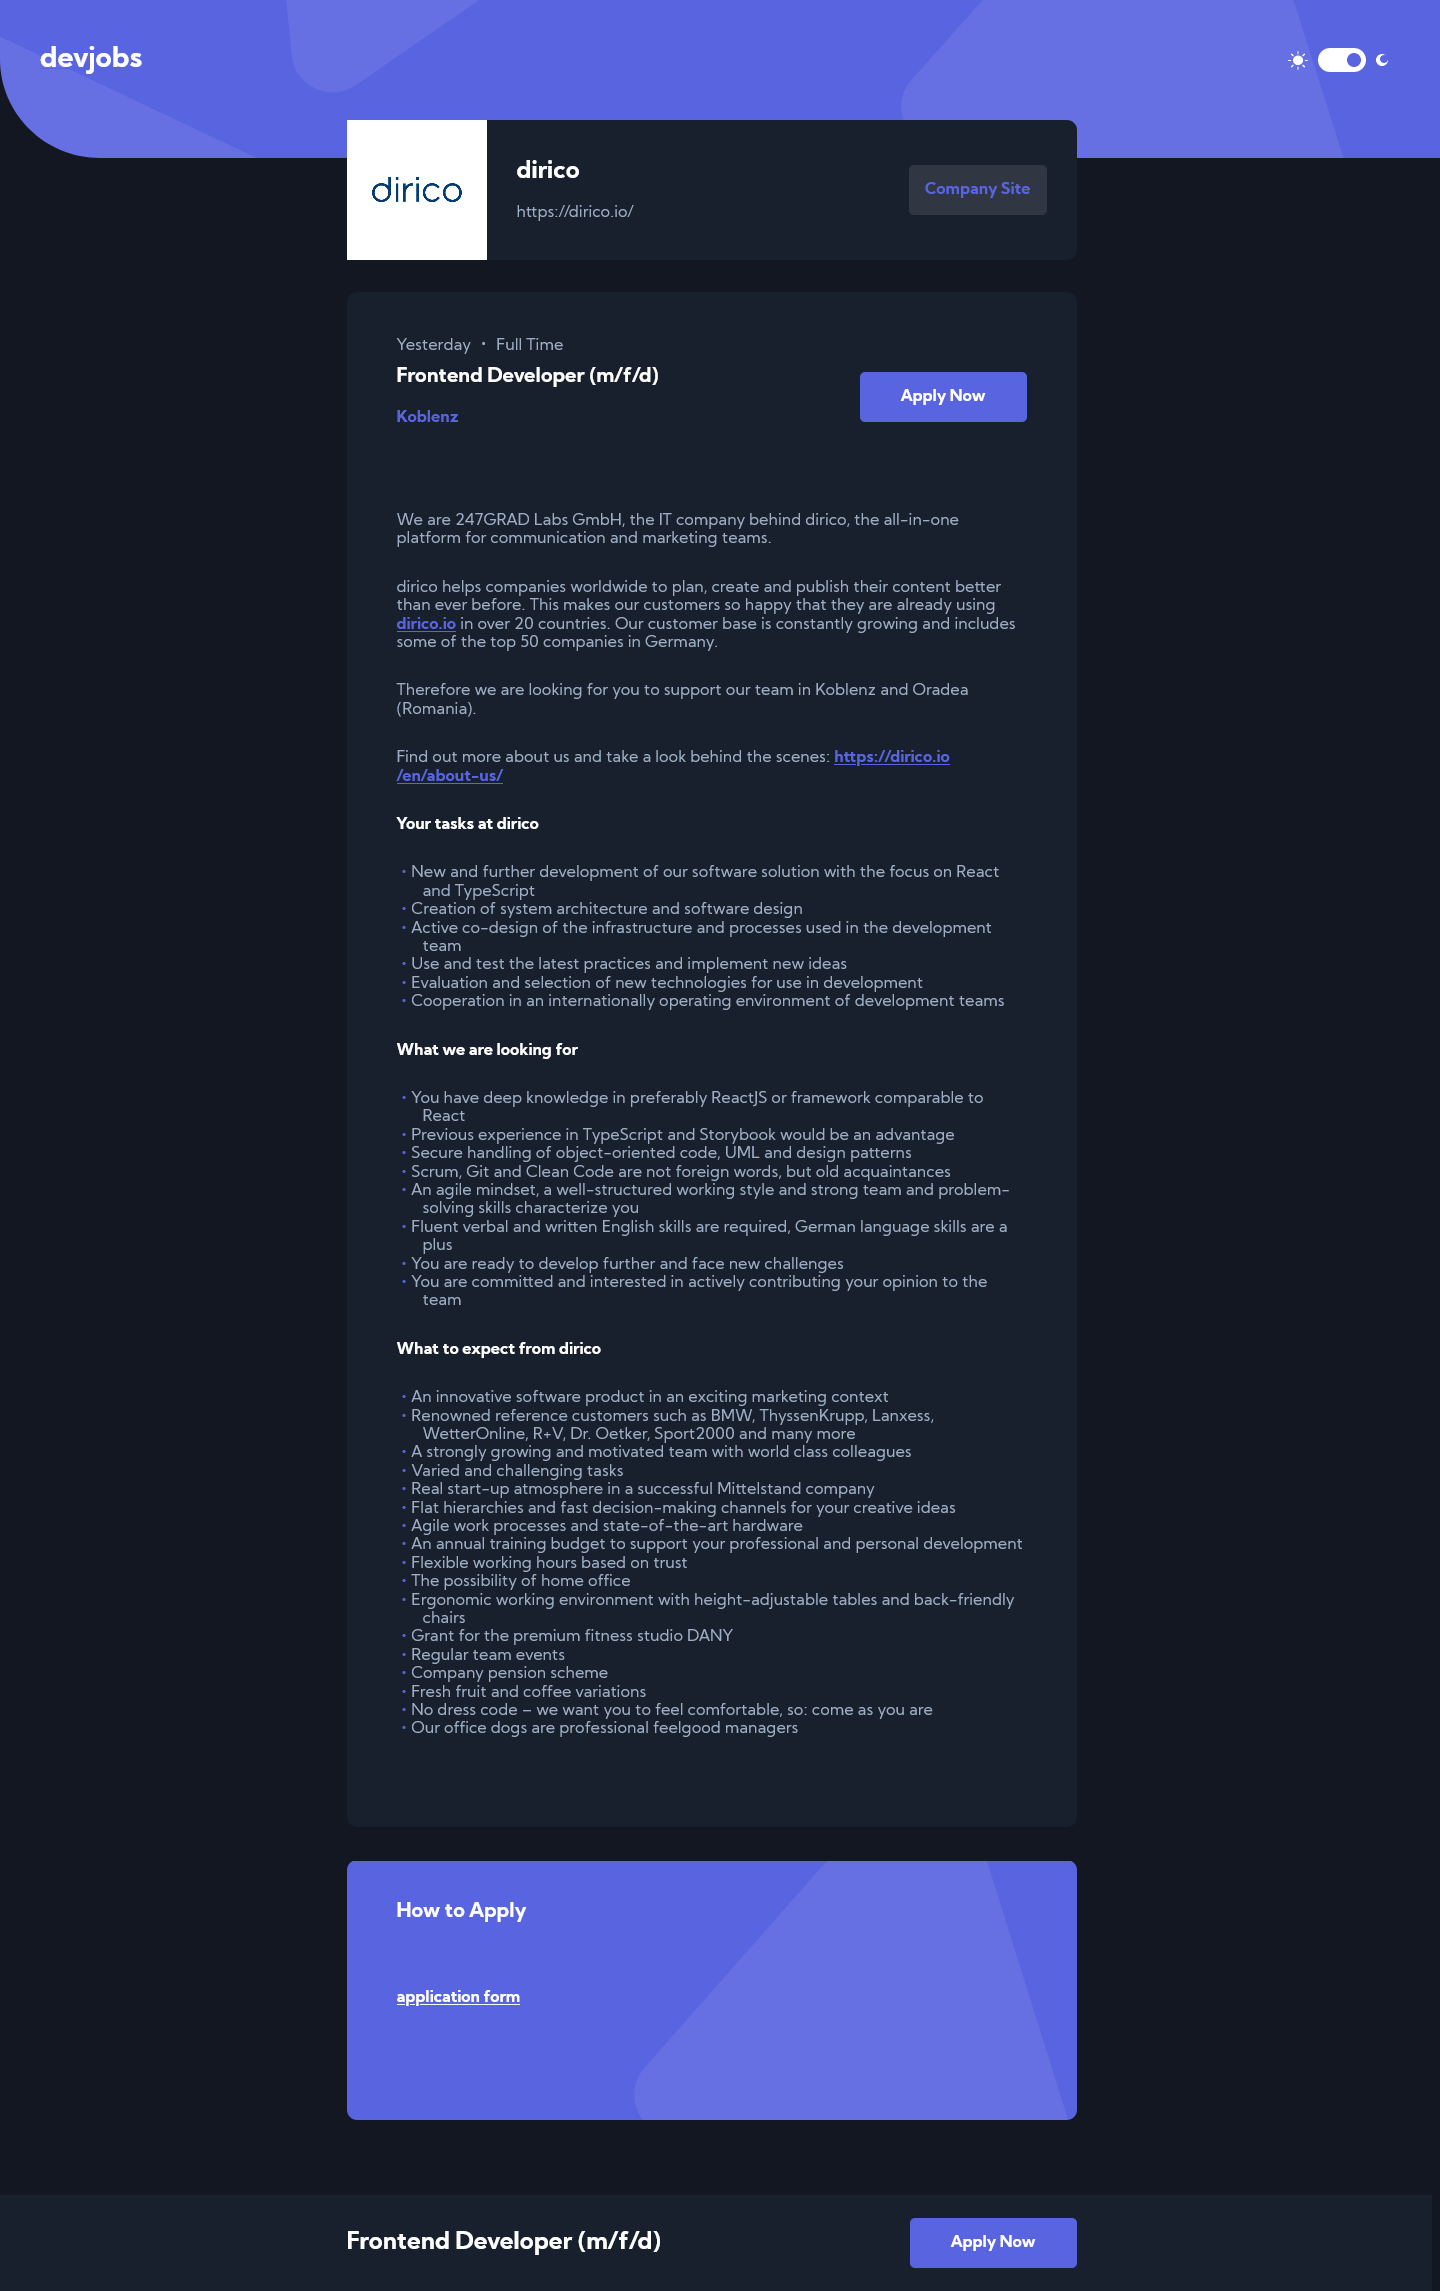 devjobs
dirico
dirico
https://dirico.io/
Company Site
Yesterday • Full Time
Frontend Developer (m/f/d)
Koblenz
Apply Now
We are 247GRAD Labs GmbH, the IT company behind dirico, the all-in-one
platform for communication and marketing teams.
dirico helps companies worldwide to plan, create and publish their content better
than ever before. This makes our customers so happy that they are already using
dirico.io in over 20 countries. Our customer base is constantly growing and includes
some of the top 50 companies in Germany.
Therefore we are looking for you to support our team in Koblenz and Oradea
(Romania).
Find out more about us and take a look behind the scenes: https://dirico.io
/en/about-us/
Your tasks at dirico
• New and further development of our software solution with the focus on React
and TypeScript
• Creation of system architecture and software design
• Active co-design of the infrastructure and processes used in the development
team
• Use and test the latest practices and implement new ideas
• Evaluation and selection of new technologies for use in development
• Cooperation in an internationally operating environment of development teams
What we are looking for
• You have deep knowledge in preferably ReactJS or framework comparable to
React
• Previous experience in TypeScript and Storybook would be an advantage
• Secure handling of object-oriented code, UML and design patterns
• Scrum, Git and Clean Code are not foreign words, but old acquaintances
• An agile mindset, a well-structured working style and strong team and problem-
solving skills characterize you
• Fluent verbal and written English skills are required, German language skills are a
plus
• You are ready to develop further and face new challenges
• You are committed and interested in actively contributing your opinion to the
team
What to expect from dirico
• An innovative software product in an exciting marketing context
• Renowned reference customers such as BMW, ThyssenKrupp, Lanxess,
WetterOnline, R+V, Dr. Oetker, Sport2000 and many more
• A strongly growing and motivated team with world class colleagues
• Varied and challenging tasks
• Real start-up atmosphere in a successful Mittelstand company
• Flat hierarchies and fast decision-making channels for your creative ideas
• Agile work processes and state-of-the-art hardware
• An annual training budget to support your professional and personal development
• Flexible working hours based on trust
• The possibility of home office
• Ergonomic working environment with height-adjustable tables and back-friendly
chairs
• Grant for the premium fitness studio DANY
• Regular team events
• Company pension scheme
• Fresh fruit and coffee variations
• No dress code – we want you to feel comfortable, so: come as you are
• Our office dogs are professional feelgood managers
How to Apply
application form
Frontend Developer (m/f/d)
Apply Now